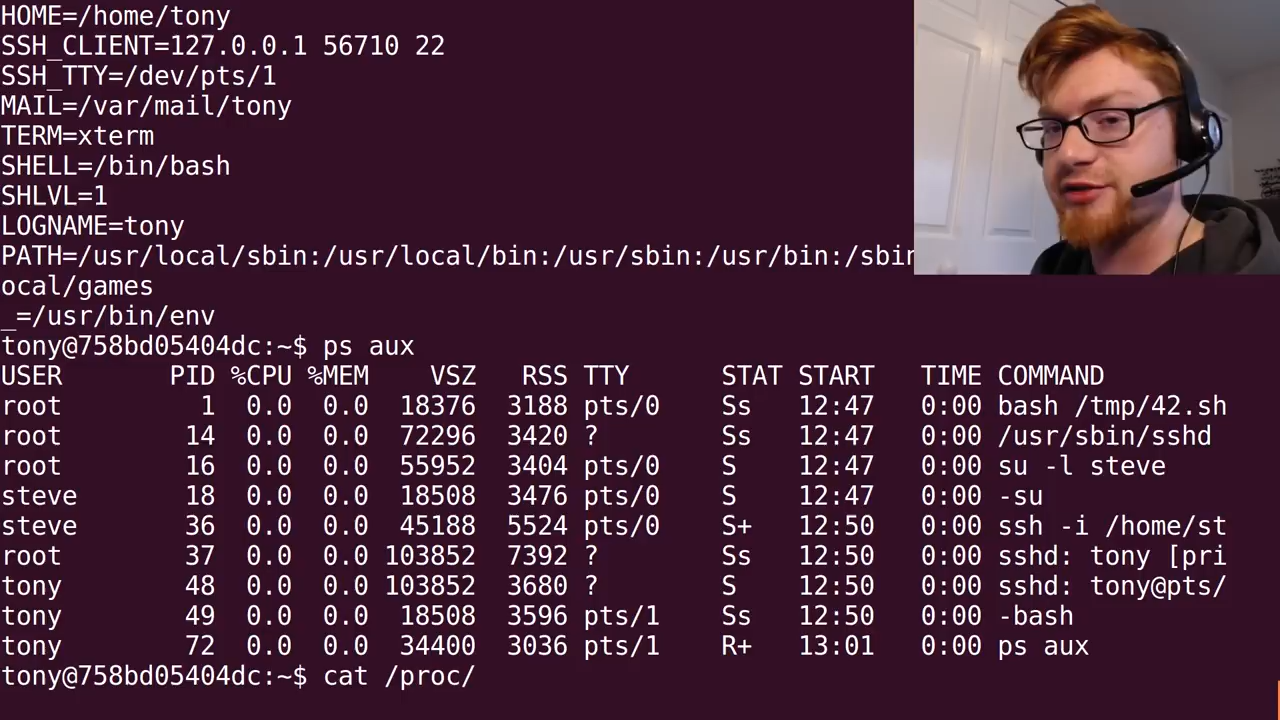 HOME=/home/tony
SSH_CLIENT=127.0.0.1 56710 22
SSH_TTY=/dev/pts/1
MAIL=/var/mail/tony
TERM=xterm
SHELL=/bin/bash
SHLVL=1
LOGNAME=tony
PATH=/usr/local/sbin:/usr/local/bin:/usr/sbin:/usr/bin:/sbin
ocal/games
_=/usr/bin/env
tony@758bd05404dc:~$ ps aux
USER PID %CPU %MEM VSZ RSS TTY STAT START TIME COMMAND
root 1 0.0 0.0 18376 3188 pts/0 Ss 12:47 0:00 bash /tmp/42.sh
root 14 0.0 0.0 72296 3420 ? Ss 12:47 0:00 /usr/sbin/sshd
root 16 0.0 0.0 55952 3404 pts/0 S 12:47 0:00 su -l steve
steve 18 0.0 0.0 18508 3476 pts/0 S 12:47 0:00 -su
steve 36 0.0 0.0 45188 5524 pts/0 S+ 12:50 0:00 ssh -i /home/st
root 37 0.0 0.0 103852 7392 ? Ss 12:50 0:00 sshd: tony [pri
tony 48 0.0 0.0 103852 3680 ? S 12:50 0:00 sshd: tony@pts/
tony 49 0.0 0.0 18508 3596 pts/1 Ss 12:50 0:00 -bash
tony 72 0.0 0.0 34400 3036 pts/1 R+ 13:01 0:00 ps aux
tony@758bd05404dc:~$ cat /proc/